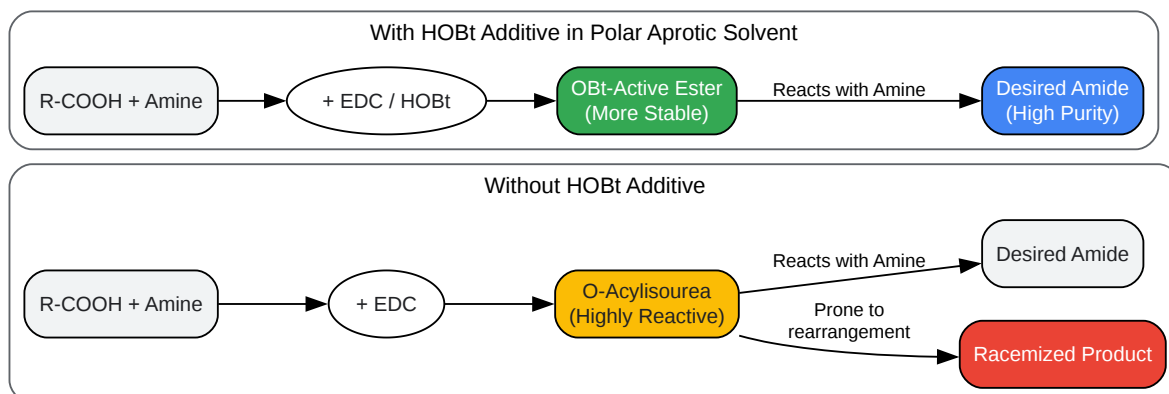 With HOBt Additive in Polar Aprotic Solvent
R-COOH + Amine
+ EDC / HOBt
OBt-Active Ester
(More Stable)
Reacts with Amine
Desired Amide
(High Purity)
Without HOBt Additive
R-COOH + Amine
+ EDC
O-Acylisourea
(Highly Reactive)
Reacts with Amine
Desired Amide
Prone to
rearrangement
Racemized Product